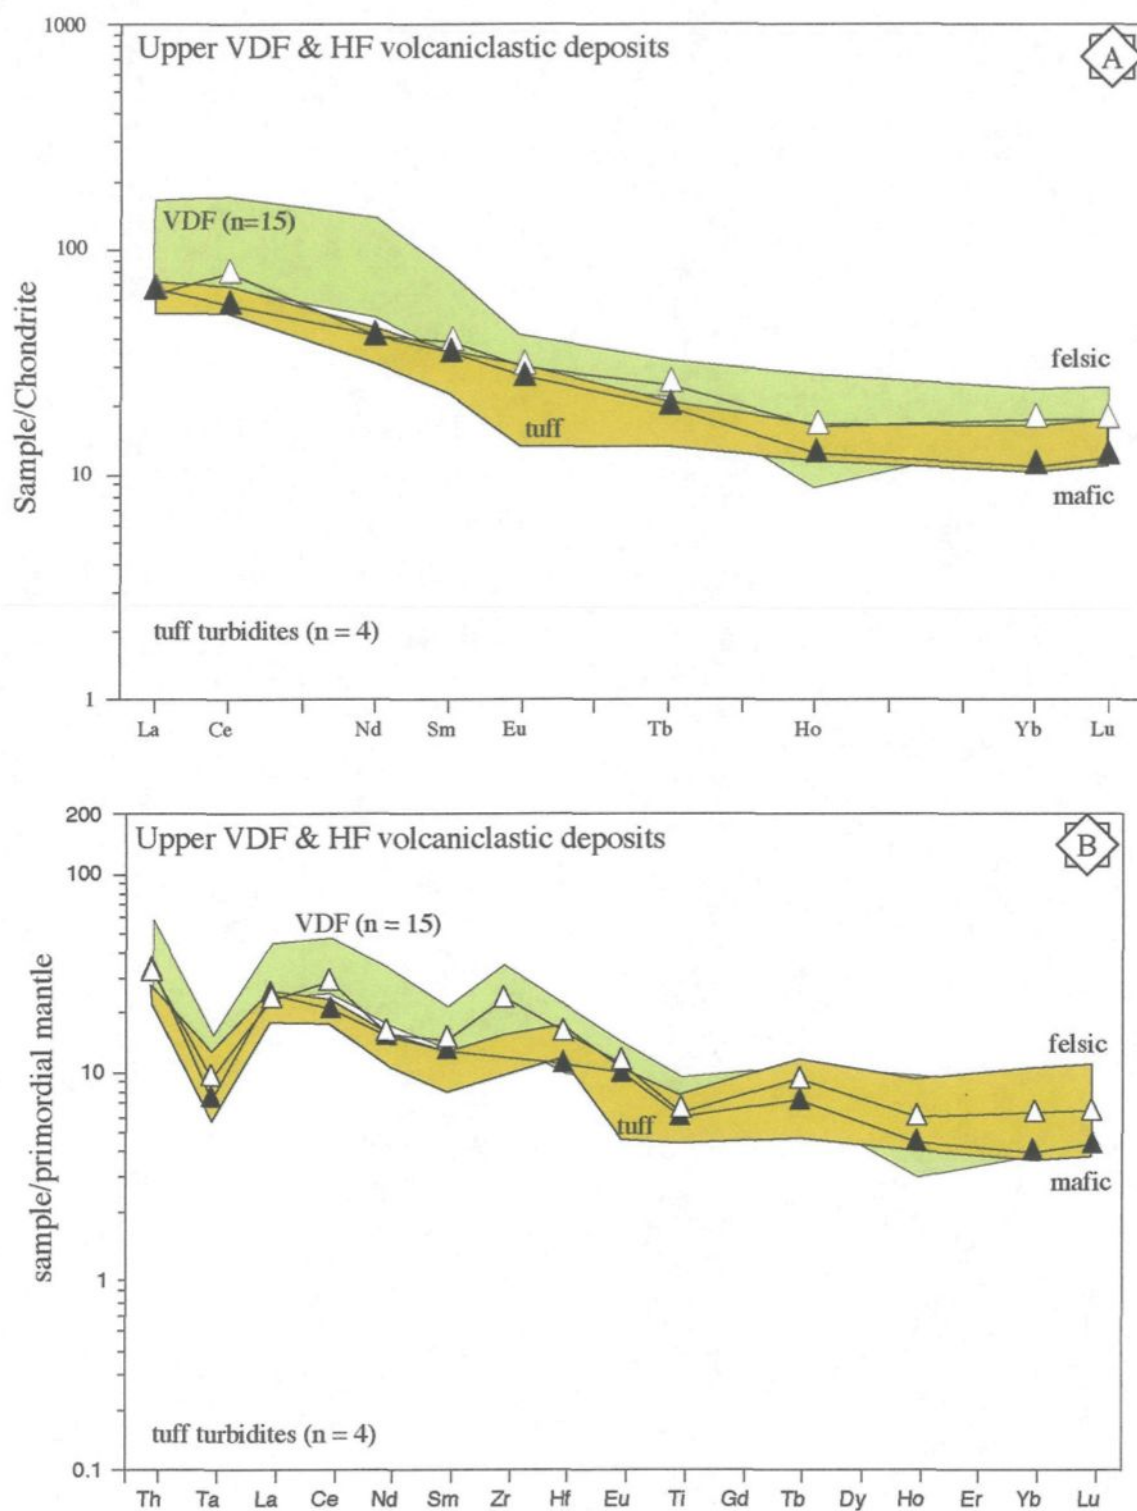 1000
Upper VDF & HF volcaniclastic deposits
A
VDF (n=15)
100
Sample/Chondrite
felsic
tuff
10
mafic
tuff turbidites (n = 4)
1
La Ce Nd Sm Eu Tb Ho Yb Lu
200
Upper VDF & HF volcaniclastic deposits
B
100
VDF (n = 15)
sample/primordial mantle
felsic
10
tuff
mafic
1
tuff turbidites (n = 4)
0.1
Th Ta La Ce Nd Sm Zr Hf Eu Ti Gd Tb Dy Ho Er Yb Lu